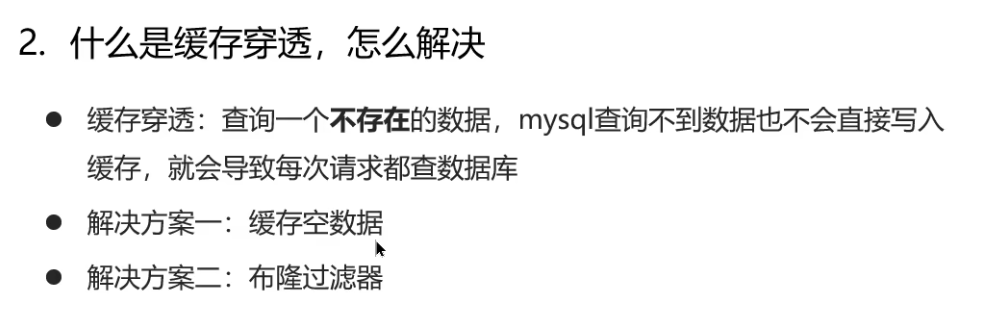 2. 什么是缓存穿透，怎么解决
● 缓存穿透：查询一个不存在的数据，mysql查询不到数据也不会直接写入
缓存，就会导致每次请求都查数据库
● 解决方案一：缓存空数据
● 解决方案二：布隆过滤器